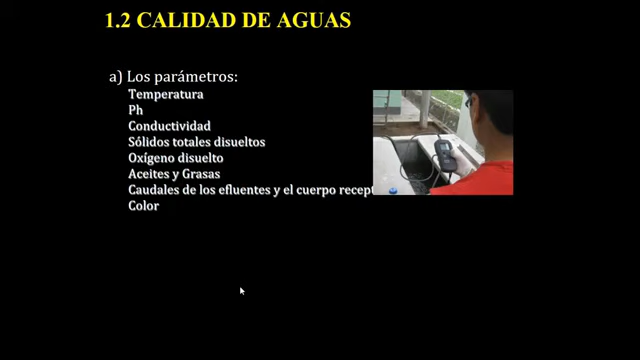 1.2 CALIDAD DE AGUAS
a) Los parámetros:
Temperatura
Ph
Conductividad
Sólidos totales disueltos
Oxígeno disuelto
Aceites y Grasas
Caudales de los efluentes y el cuerpo recept
Color